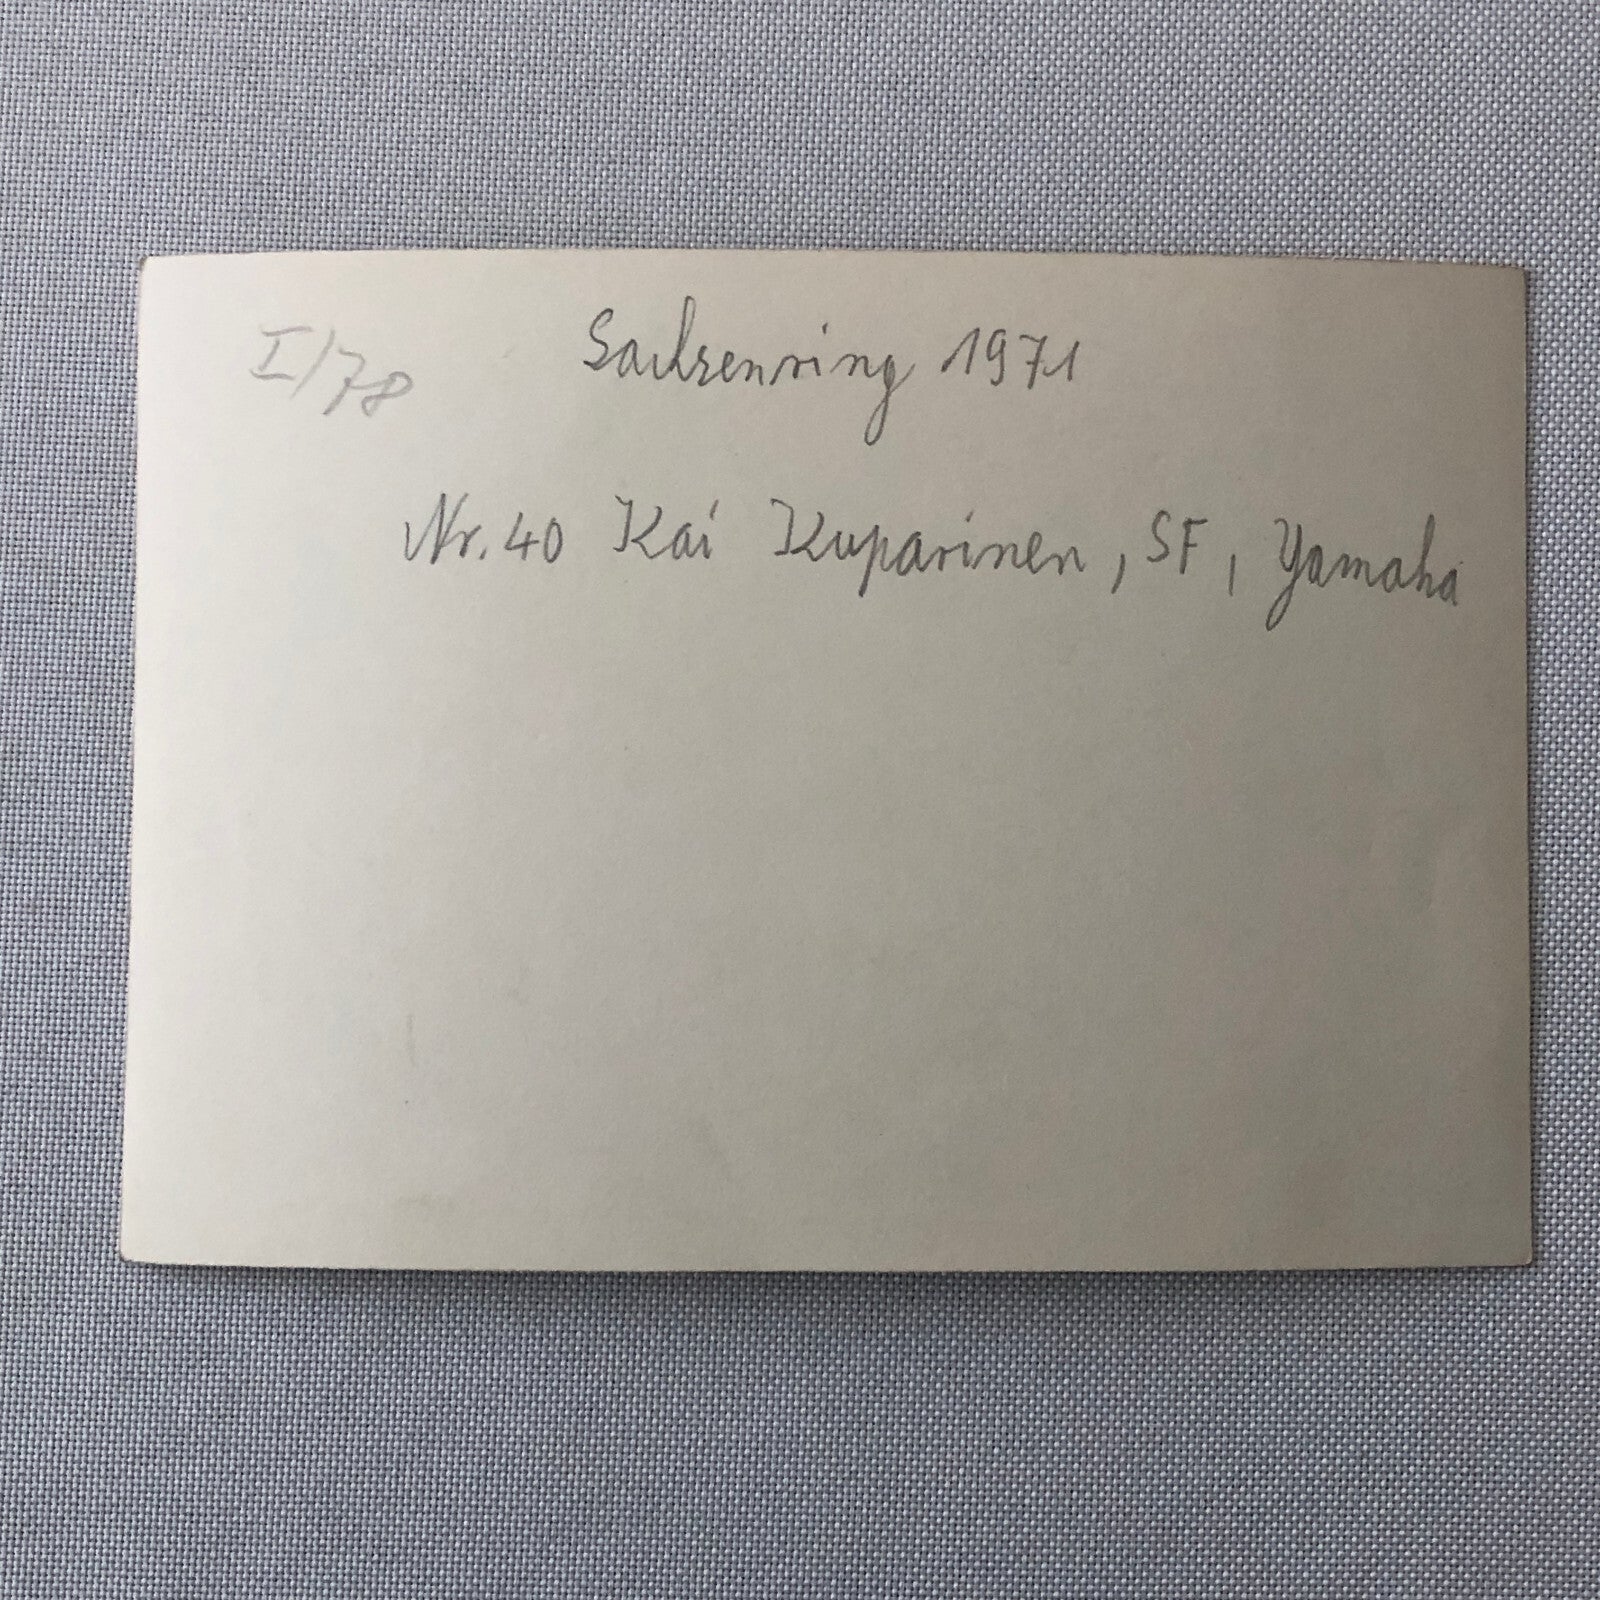 I/78
Sachsenring 1971
Nr. 40 Kai Kuparinen, SF, Yamaha